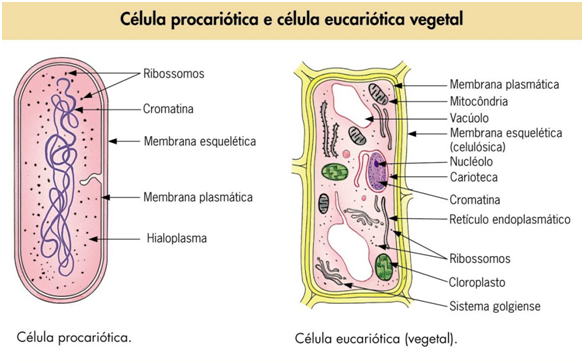 Célula procariótica e célula eucariótica vegetal
Ribossomos
Cromatina
Membrana esquelética
Membrana plasmática
Hialoplasma
Célula procariótica.
Membrana plasmática
Mitocôndria
Vacúolo
Membrana esquelética
(celulósica)
Nucléolo
Carioteca
Cromatina
Retículo endoplasmático
Ribossomos
Cloroplasto
Sistema golgiense
Célula eucariótica (vegetal).